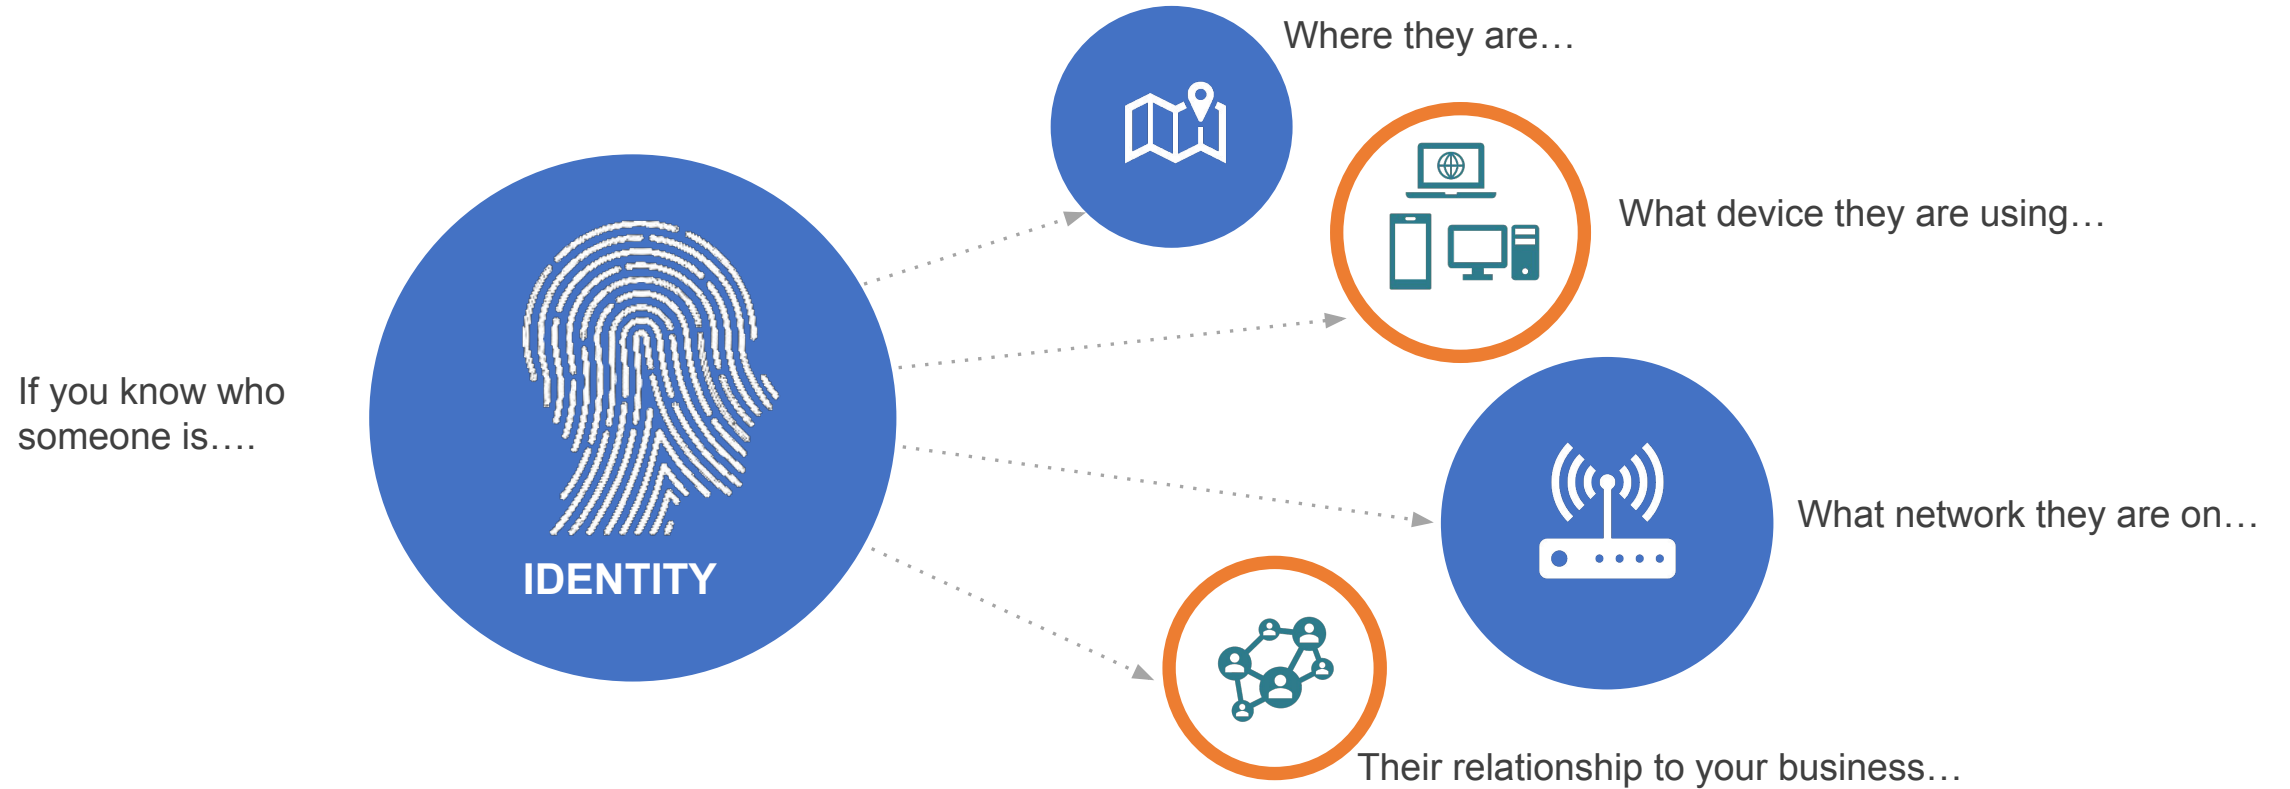 If you know who
someone is….
IDENTITY
Where they are…
What device they are using…
What network they are on…
Their relationship to your business…